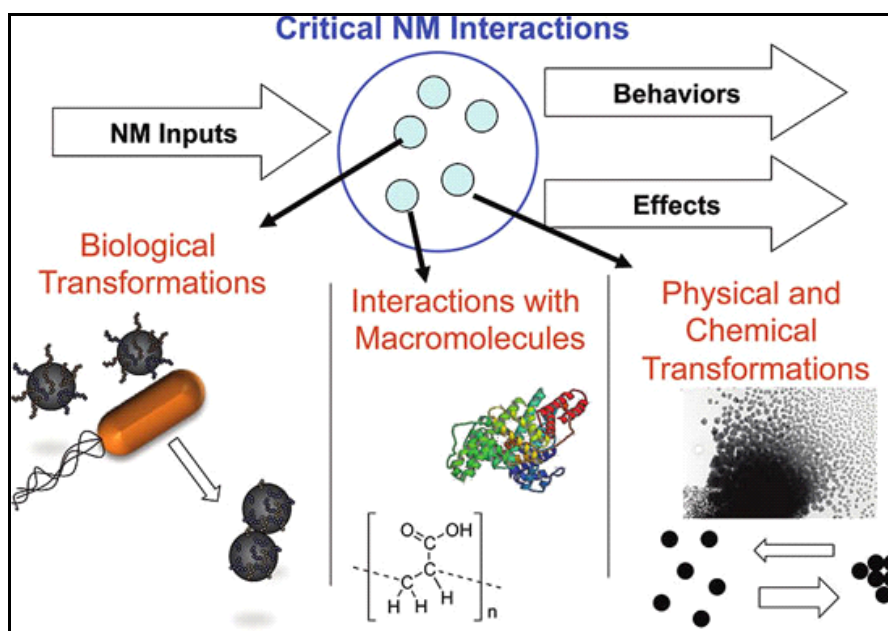 Critical NM Interactions
NM Inputs
Behaviors
Effects
Biological
Transformations
Interactions with
Macromolecules
Physical and
Chemical
Transformations
O
OH
C
C
C
H
H
H
n